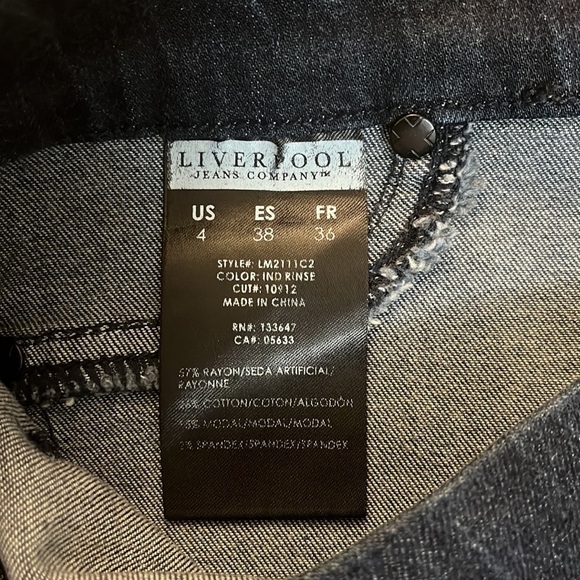 LIVERPOOL
JEANS COMPANY™
US ES FR
4 38 36
STYLE#: LM2111C2
COLOR: IND RINSE
CUT#: 10912
MADE IN CHINA
RN#: 133647
CA#: 05633
57% RAYON/SEDA ARTIFICIAL/
RAYONNE
COTTON/COTON/ALGODÓN
MODAL/MODAL/MODAL
SPANDEX/SPANDEX/SPANDEX